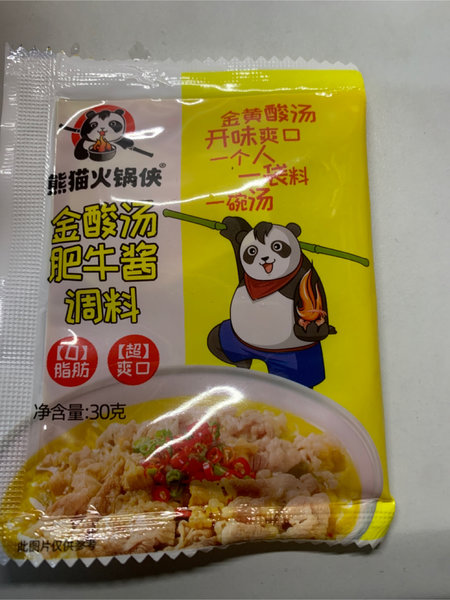 熊猫火锅侠®
金黄酸汤
开味爽口
一个人
一袋料
一碗汤
金酸汤
肥牛酱
调料
【0】
脂肪
【超】
爽口
净含量:30克
此图片仅供参考